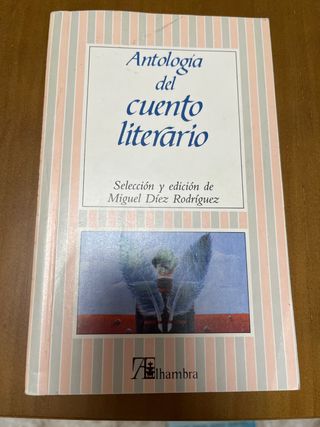 Antología
del
cuento
literario
Selección y edición de
Miguel Díez Rodríguez
Alhambra